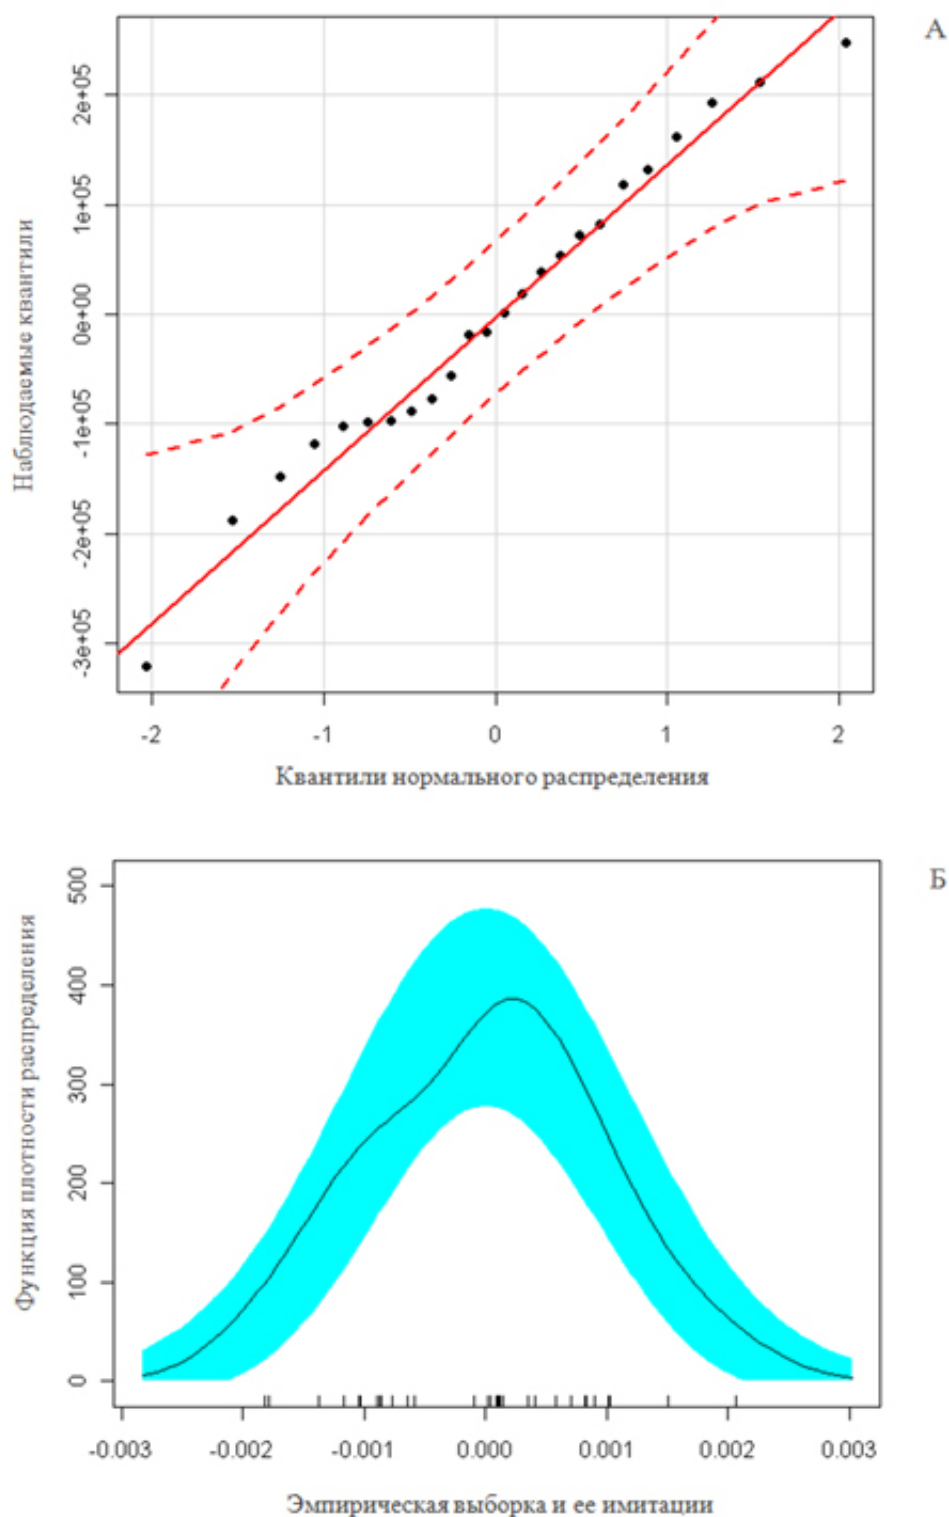 А
Наблюдаемые квантили
2e+05
1e+05
0e+00
-1e+05
-2e+05
-3e+05
-2 -1 0 1 2
Квантили нормального распределения
Б
Функция плотности распределения
500
400
300
200
100
0
-0.003 -0.002 -0.001 0.000 0.001 0.002 0.003
Эмпирическая выборка и ее имитации